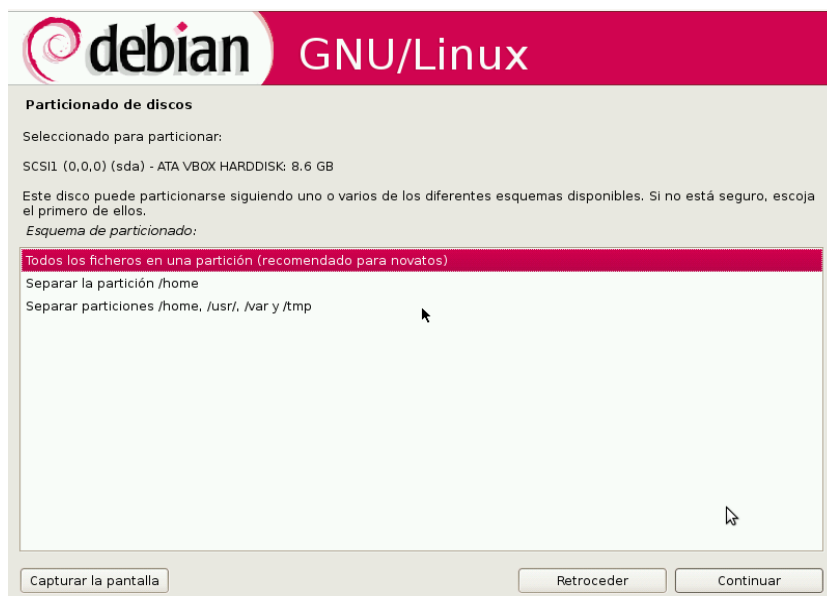 debian GNU/Linux
Particionado de discos
Seleccionado para particionar:
SCSI1 (0,0,0) (sda) - ATA VBOX HARDDISK: 8.6 GB
Este disco puede particionarse siguiendo uno o varios de los diferentes esquemas disponibles. Si no está seguro, escoja
el primero de ellos.
Esquema de particionado:
Todos los ficheros en una partición (recomendado para novatos)
Separar la partición /home
Separar particiones /home, /usr/, /var y /tmp
Capturar la pantalla
Retroceder
Continuar